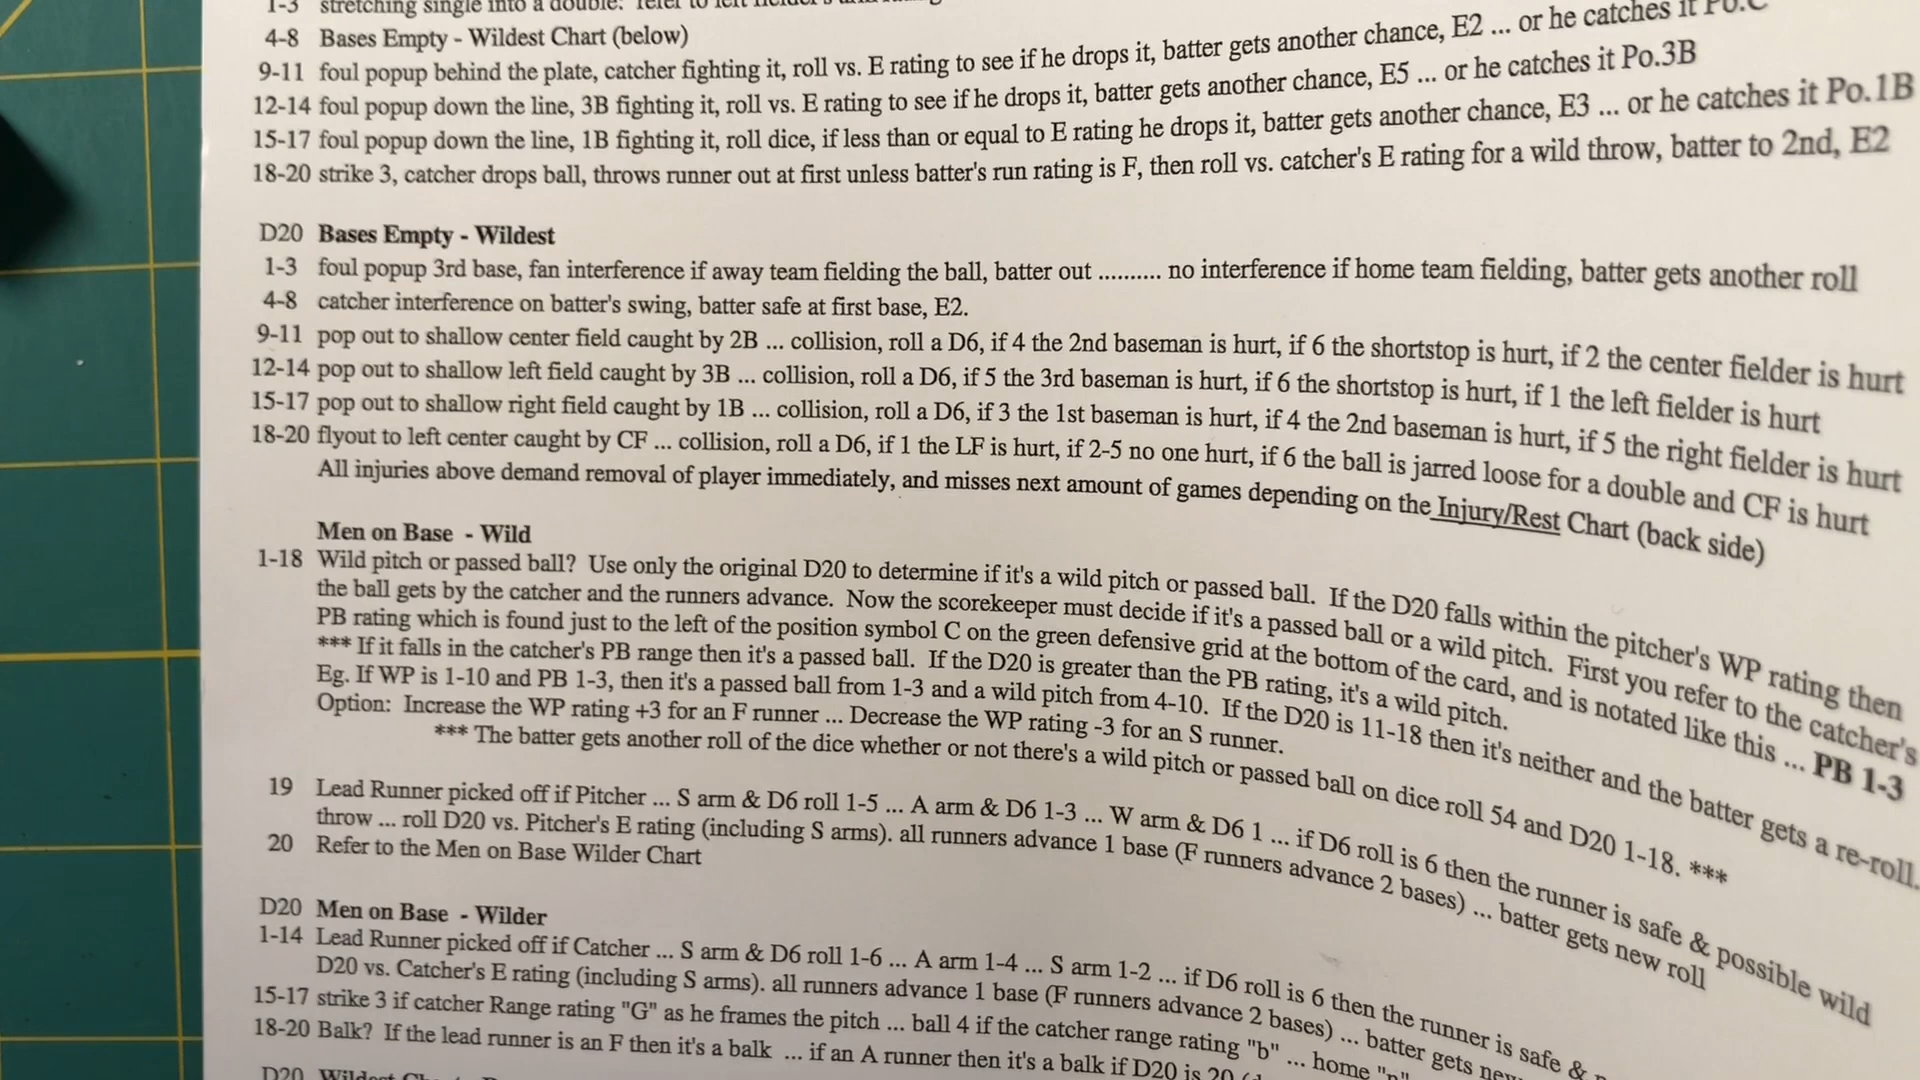 1-3 stretching single into a double: refer to left
4-8 Bases Empty - Wildest Chart (below)
9-11 foul popup behind the plate, catcher fighting it, roll vs. E rating to see if he drops it, batter gets another chance, E2 ... or he catches it Po.C
12-14 foul popup down the line, 3B fighting it, roll vs. E rating to see if he drops it, batter gets another chance, E5 ... or he catches it Po.3B
15-17 foul popup down the line, 1B fighting it, roll dice, if less than or equal to E rating he drops it, batter gets another chance, E3 ... or he catches it Po.1B
18-20 strike 3, catcher drops ball, throws runner out at first unless batter's run rating is F, then roll vs. catcher's E rating for a wild throw, batter to 2nd, E2
D20 Bases Empty - Wildest
1-3 foul popup 3rd base, fan interference if away team fielding the ball, batter out .......... no interference if home team fielding, batter gets another roll
4-8 catcher interference on batter's swing, batter safe at first base, E2.
9-11 pop out to shallow center field caught by 2B ... collision, roll a D6, if 4 the 2nd baseman is hurt, if 6 the shortstop is hurt, if 2 the center fielder is hurt
12-14 pop out to shallow left field caught by 3B ... collision, roll a D6, if 5 the 3rd baseman is hurt, if 6 the shortstop is hurt, if 1 the left fielder is hurt
15-17 pop out to shallow right field caught by 1B ... collision, roll a D6, if 3 the 1st baseman is hurt, if 4 the 2nd baseman is hurt, if 5 the right fielder is hurt
18-20 flyout to left center caught by CF ... collision, roll a D6, if 1 the LF is hurt, if 2-5 no one hurt, if 6 the ball is jarred loose for a double and CF is hurt
All injuries above demand removal of player immediately, and misses next amount of games depending on the Injury/Rest Chart (back side)
Men on Base - Wild
1-18 Wild pitch or passed ball? Use only the original D20 to determine if it's a wild pitch or passed ball. If the D20 falls within the pitcher's WP rating then
the ball gets by the catcher and the runners advance. Now the scorekeeper must decide if it's a passed ball or a wild pitch. First you refer to the catcher's
PB rating which is found just to the left of the position symbol C on the green defensive grid at the bottom of the card, and is notated like this ... PB 1-3
*** If it falls in the catcher's PB range then it's a passed ball. If the D20 is greater than the PB rating, it's a wild pitch.
Eg. If WP is 1-10 and PB 1-3, then it's a passed ball from 1-3 and a wild pitch from 4-10. If the D20 is 11-18 then it's neither and the batter gets a re-roll.
Option: Increase the WP rating +3 for an F runner ... Decrease the WP rating -3 for an S runner.
*** The batter gets another roll of the dice whether or not there's a wild pitch or passed ball on dice roll 54 and D20 1-18. ***
19 Lead Runner picked off if Pitcher ... S arm & D6 roll 1-5 ... A arm & D6 1-3 ... W arm & D6 1 ... if D6 roll is 6 then the runner is safe & possible wild
throw ... roll D20 vs. Pitcher's E rating (including S arms). all runners advance 1 base (F runners advance 2 bases) ... batter gets new roll
20 Refer to the Men on Base Wilder Chart
D20 Men on Base - Wilder
1-14 Lead Runner picked off if Catcher ... S arm & D6 roll 1-6 ... A arm 1-4 ... S arm 1-2 ... if D6 roll is 6 then the runner is safe &
D20 vs. Catcher's E rating (including S arms). all runners advance 1 base (F runners advance 2 bases) ... batter gets new
15-17 strike 3 if catcher Range rating "G" as he frames the pitch ... ball 4 if the catcher range rating "b" ... home
18-20 Balk? If the lead runner is an F then it's a balk ... if an A runner then it's a balk if D20 is 20
D20